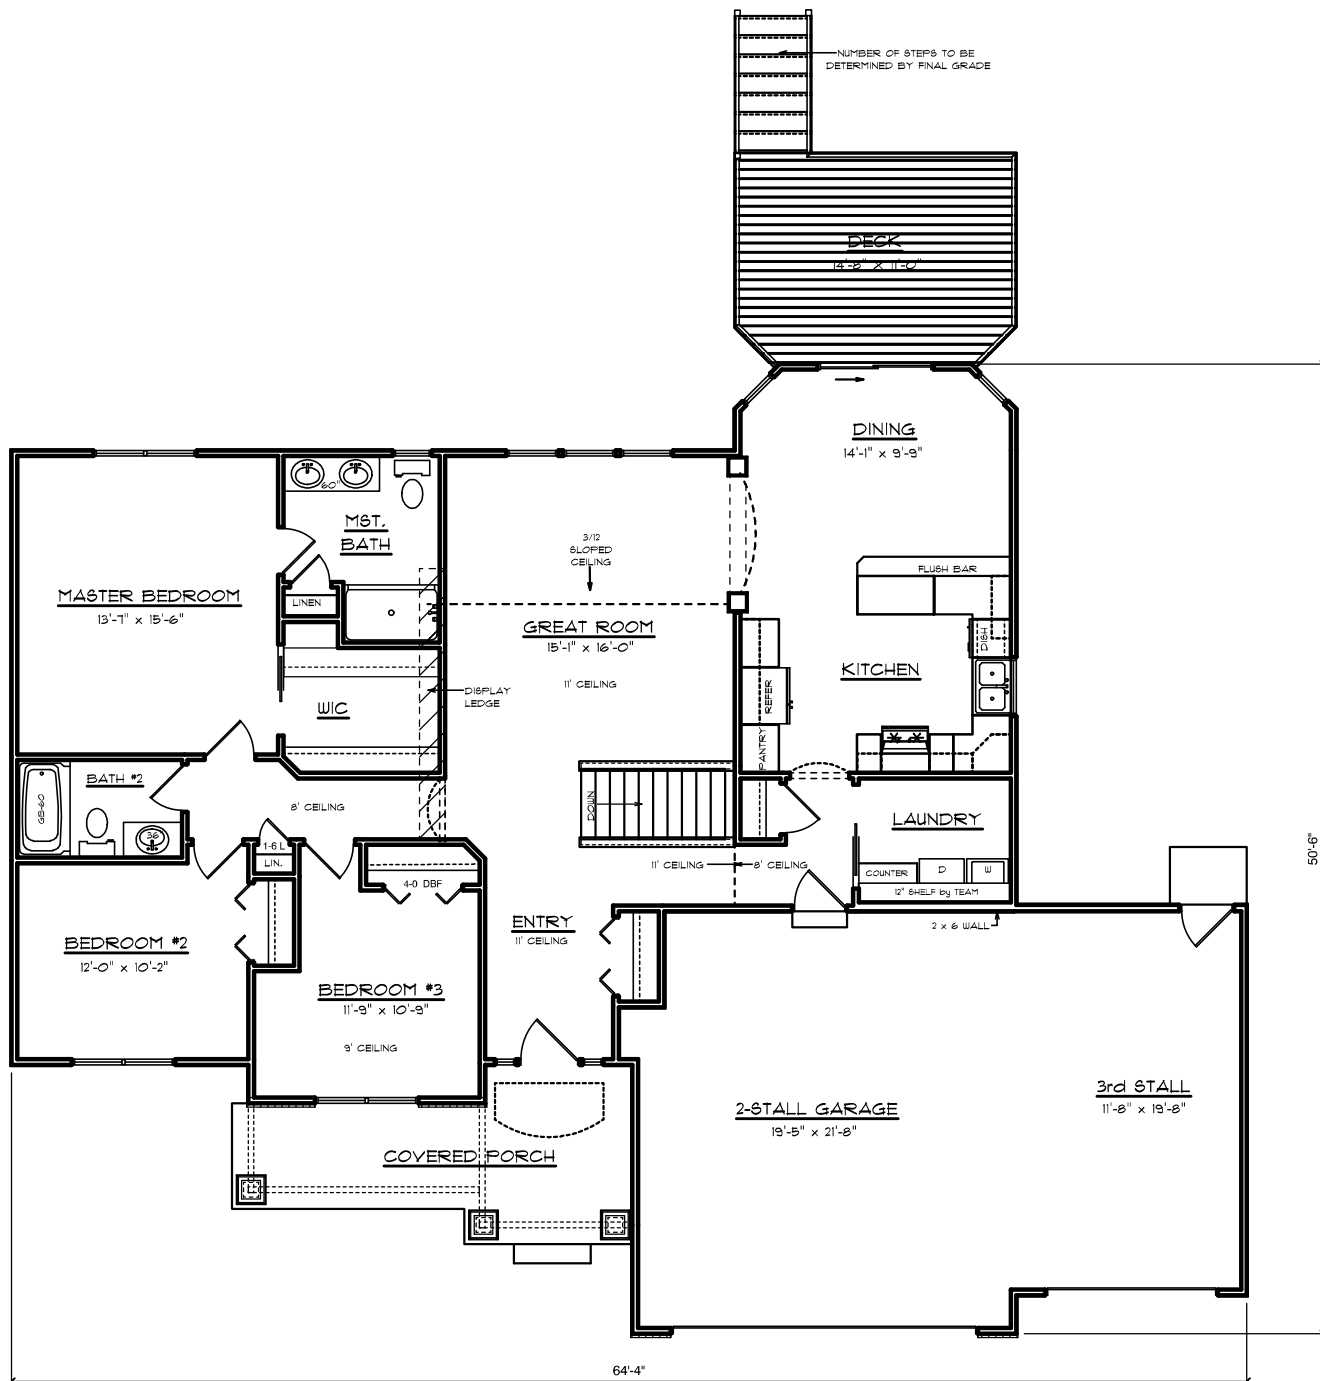 NUMBER OF STEPS TO BE
DETERMINED BY FINAL GRADE
DECK
14'-8" X 11'-0"
DINING
14'-1" x 9'-9"
60"
MST.
BATH
3/12
SLOPED
CEILING
FLUSH BAR
MASTER BEDROOM
13'-7" x 15'-6"
LINEN
GREAT ROOM
15'-1" x 16'-0"
11' CEILING
DISH
KITCHEN
REFER
DISPLAY
LEDGE
WIC
PANTRY
BATH #2
GB-60
36
8' CEILING
DOWN
LAUNDRY
1-6 L
LIN.
4-0 DBF
11' CEILING
8' CEILING
COUNTER
D
W
12" SHELF by TEAM
50'-6"
ENTRY
11' CEILING
2 x 6 WALL
BEDROOM #2
12'-0" x 10'-2"
BEDROOM #3
11'-9" x 10'-9"
9' CEILING
2-STALL GARAGE
19'-5" x 21'-8"
3rd STALL
11'-8" x 19'-8"
COVERED PORCH
64'-4"